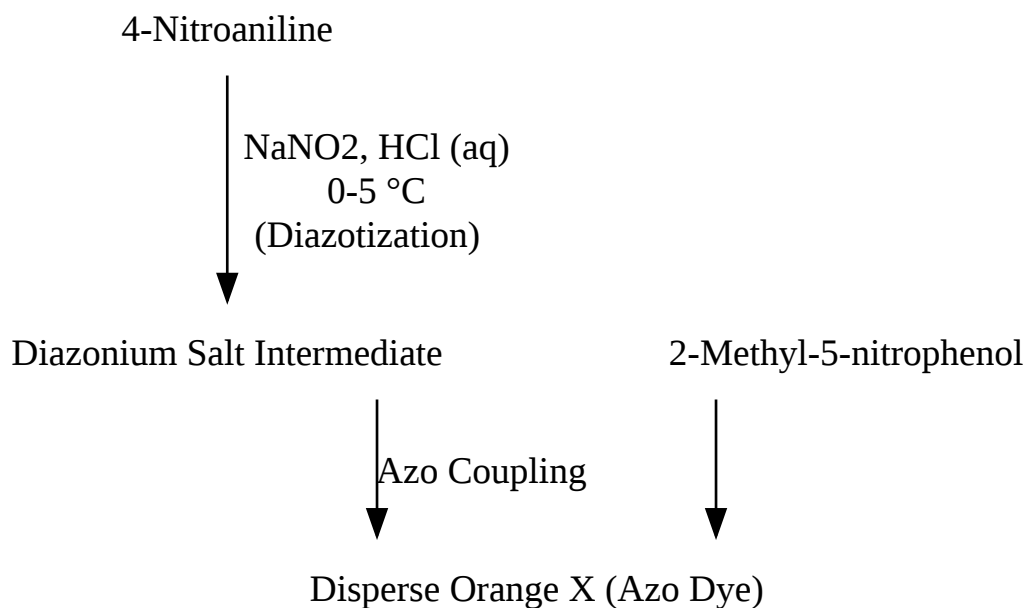 4-Nitroaniline
NaNO2, HCl (aq)
0-5 °C
(Diazotization)
Diazonium Salt Intermediate
2-Methyl-5-nitrophenol
Azo Coupling
Disperse Orange X (Azo Dye)